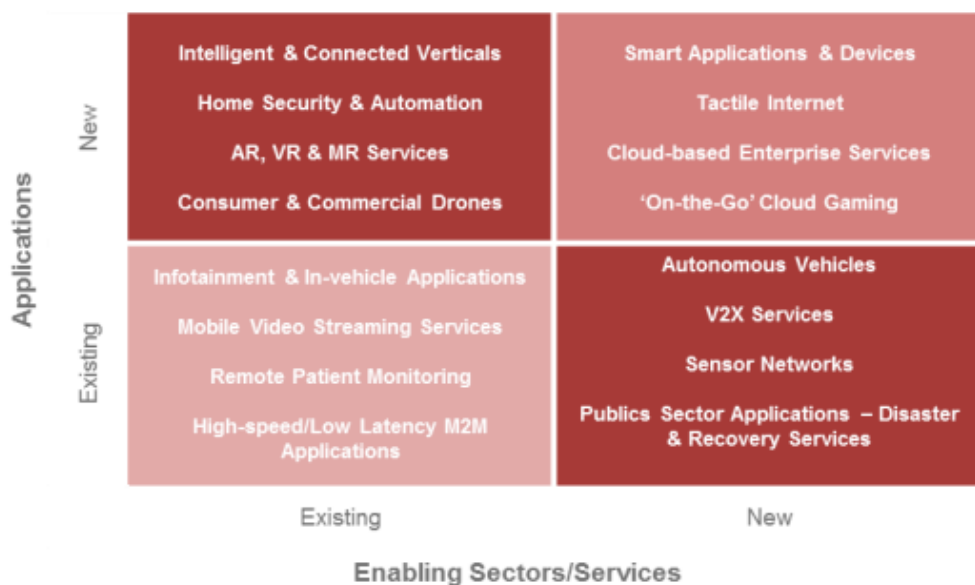 Applications
New
Intelligent & Connected Verticals
Home Security & Automation
AR, VR & MR Services
Consumer & Commercial Drones
Smart Applications & Devices
Tactile Internet
Cloud-based Enterprise Services
‘On-the-Go’ Cloud Gaming
Existing
Infotainment & In-vehicle Applications
Mobile Video Streaming Services
Remote Patient Monitoring
High-speed/Low Latency M2M
Applications
Autonomous Vehicles
V2X Services
Sensor Networks
Publics Sector Applications – Disaster
& Recovery Services
Existing
New
Enabling Sectors/Services